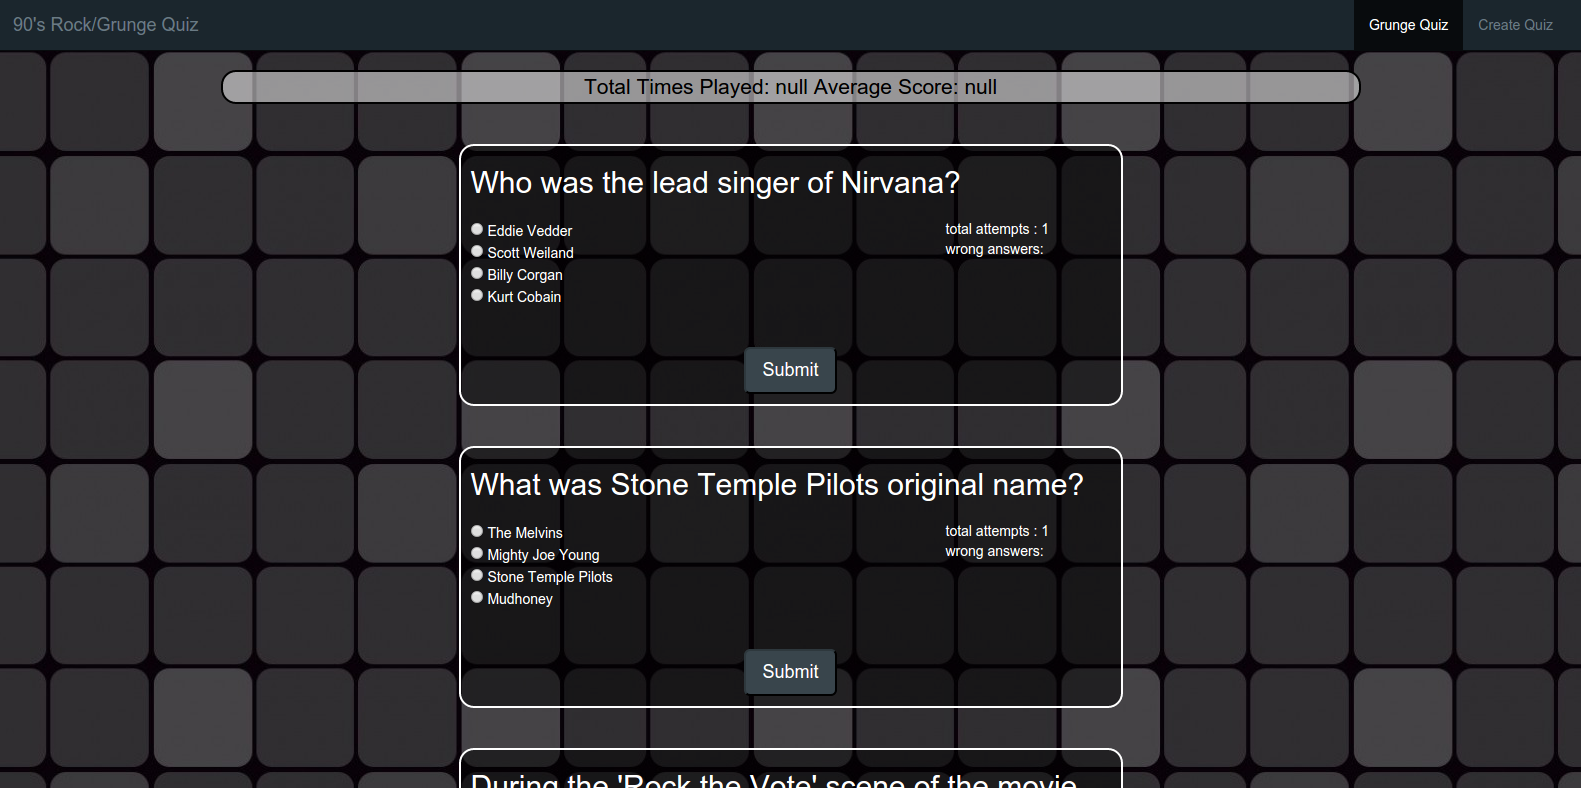 90's Rock/Grunge Quiz
Grunge Quiz
Create Quiz
Total Times Played: null Average Score: null
Who was the lead singer of Nirvana?
Eddie Vedder
Scott Weiland
Billy Corgan
Kurt Cobain
total attempts : 1
wrong answers:
Submit
What was Stone Temple Pilots original name?
The Melvins
Mighty Joe Young
Stone Temple Pilots
Mudhoney
total attempts : 1
wrong answers:
Submit
During the 'Rock the Vote' scene of the movie